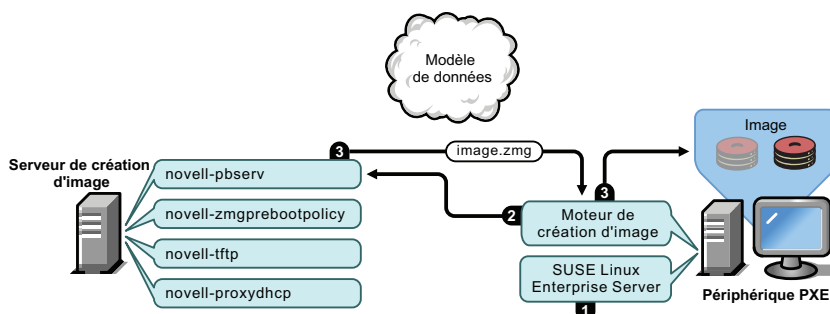 Modèle
de données
Image
3
image.zmg
Serveur de création
d'image
novell-pbserv
3
2
Moteur de
création d'image
novell-zmgprebootpolicy
novell-tftp
SUSE Linux
Enterprise Server
novell-proxydhcp
Périphérique PXE
1